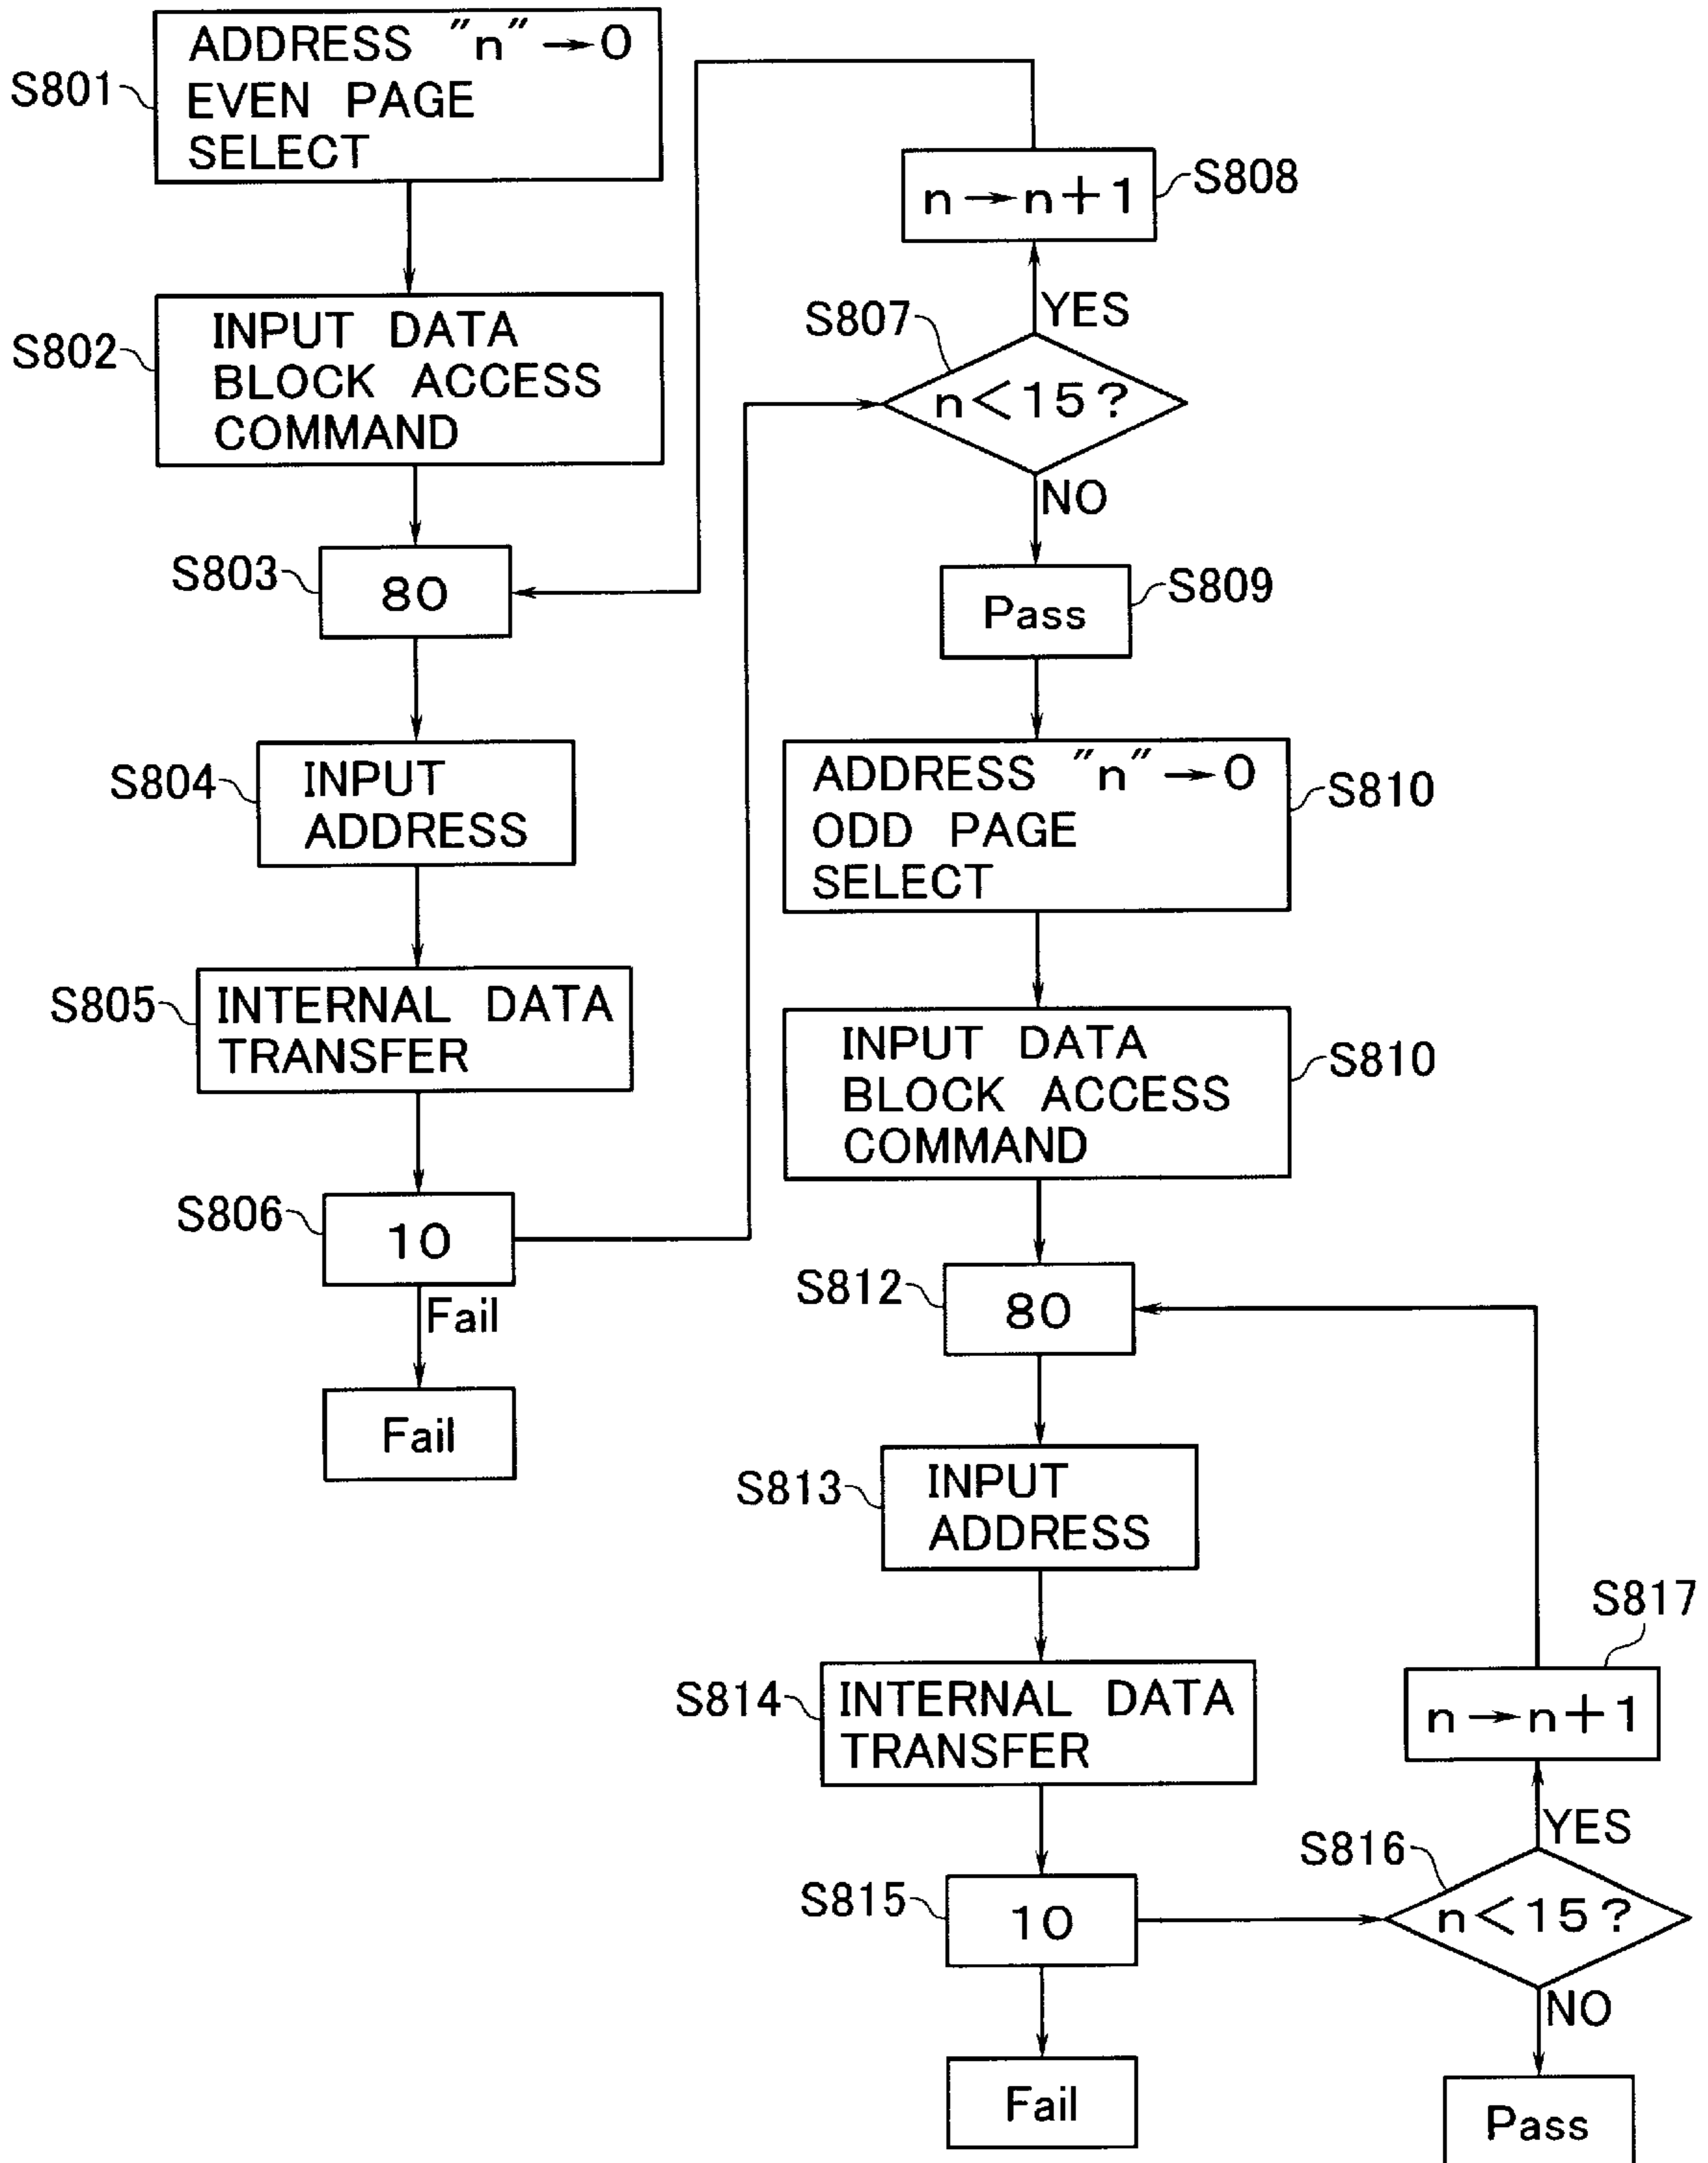 S801
ADDRESS "n"→0
EVEN PAGE
SELECT
S802
INPUT DATA
BLOCK ACCESS
COMMAND
S803
80
S804
INPUT
ADDRESS
S805
INTERNAL DATA
TRANSFER
S806
10
Fail
Fail
S808
n→n+1
YES
S807
n<15?
NO
S809
Pass
S810
ADDRESS "n"→0
ODD PAGE
SELECT
S810
INPUT DATA
BLOCK ACCESS
COMMAND
S812
80
S813
INPUT
ADDRESS
S814
INTERNAL DATA
TRANSFER
S815
10
Fail
S817
n→n+1
YES
S816
n<15?
NO
Pass